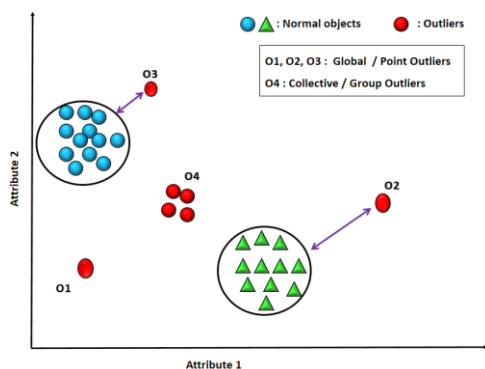 : Normal objects
: Outliers
O1, O2, O3 : Global / Point Outliers
O4 : Collective / Group Outliers
O3
O4
O2
O1
Attribute 2
Attribute 1